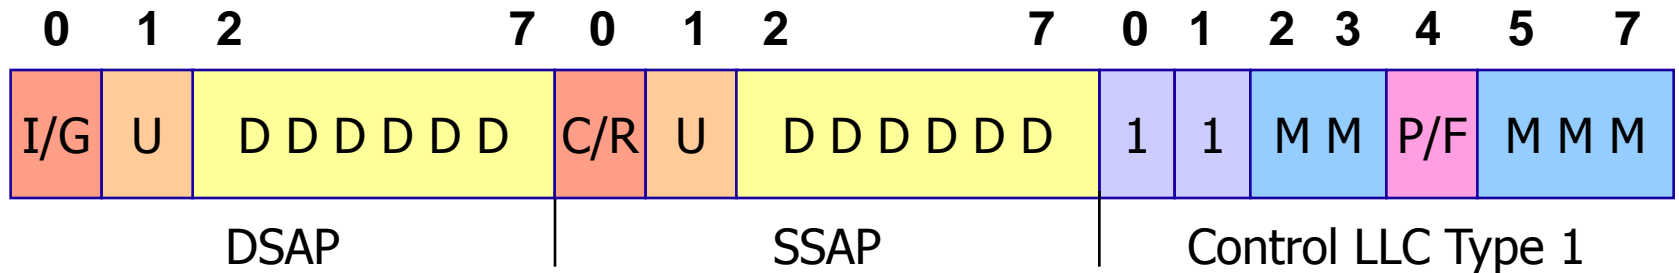 0 1 2 7 0 1 2 7 0 1 2 3 4 5 7
I/G U D D D D D D C/R U D D D D D D 1 1 M M P/F M M M
DSAP SSAP Control LLC Type 1